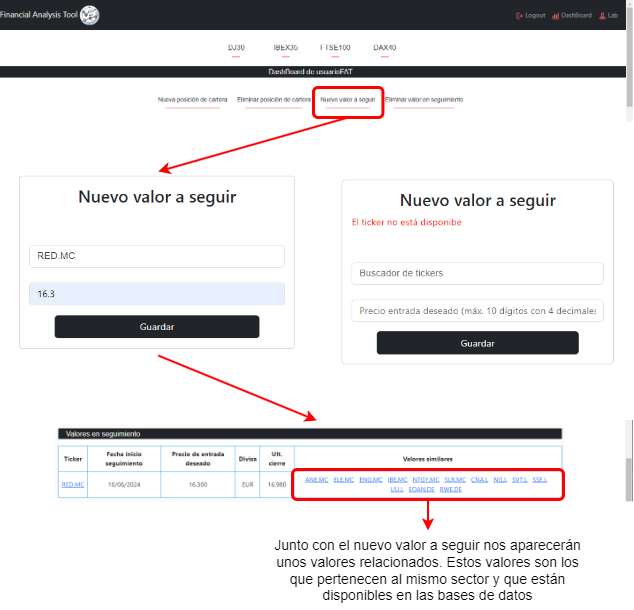 Financial Analysis Tool
Logout DashBoard Lab
DJ30 IBEX35 FTSE100 DAX40
DashBoard de usuarioFAT
Nueva posición de cartera Eliminar posición de cartera Nuevo valor a seguir Eliminar valor en seguimiento
Nuevo valor a seguir
RED.MC
16.3
Guardar
Nuevo valor a seguir
El ticker no está disponibe
Buscador de tickers
Precio entrada deseado (máx. 10 dígitos con 4 decimales
Guardar
Valores en seguimiento
Ticker Fecha inicio seguimiento Precio de entrada deseado Divisa Ult. cierre Valores similares
RED.MC 10/06/2024 16.300 EUR 16.980 ANE.MC ELE.MC ENG.MC IBE.MC NTGY.MC SLR.MC CNA.L NG.L SVT.L SSE.L
UU.L EOAN.DE RWE.DE
Junto con el nuevo valor a seguir nos aparecerán
unos valores relacionados. Estos valores son los
que pertenecen al mismo sector y que están
disponibles en las bases de datos